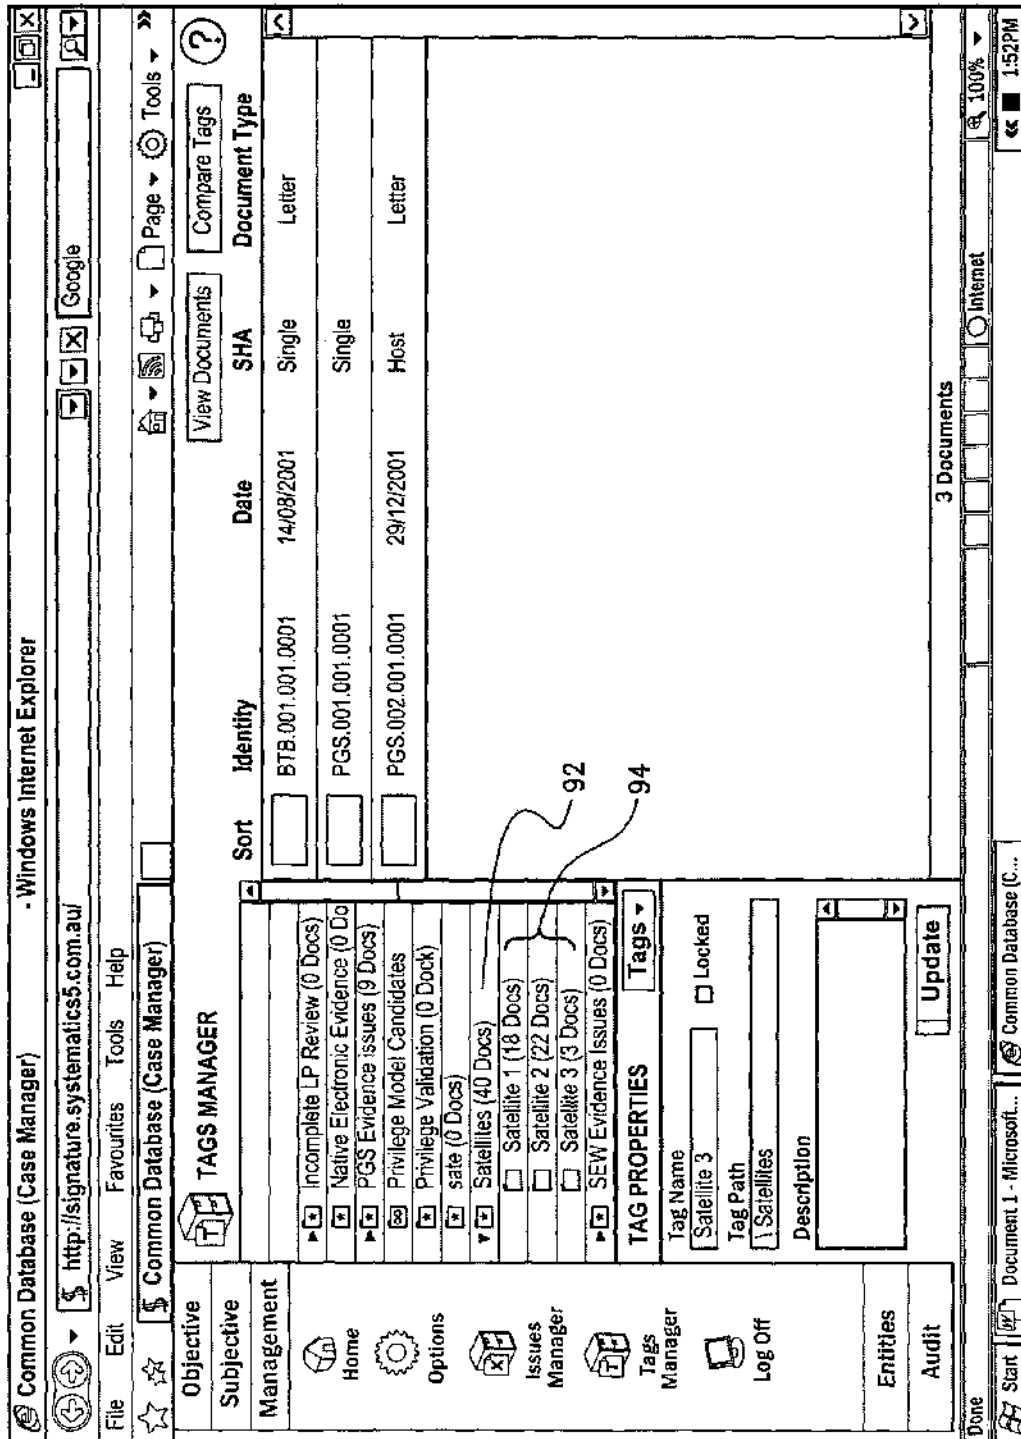 Common Database (Case Manager) - Windows Internet Explorer
$ http://signature.systematics5.com.au/
Google
File Edit View Favourites Tools Help
$ Common Database (Case Manager)
Page Tools »
Objective
Subjective
Management
Home
Options
Issues
Manager
Tags
Manager
Log Off
Entities
Audit
T TAGS MANAGER
Incomplete LP Review (0 Docs)
Native Electronic Evidence (0 Do
PGS Evidence issues (9 Docs)
Privilege Model Candidates
Privilege Validation (0 Dock)
sate (0 Docs)
Satellites (40 Docs)
Satellite 1 (18 Docs)
Satellite 2 (22 Docs)
Satellite 3 (3 Docs)
SEW Evidence Issues (0 Docs)
92
94
TAG PROPERTIES Tags
Tag Name
Satellite 3 Locked
Tag Path
\ Satellites
Description
Update
View Documents Compare Tags ?
Sort Identity Date SHA Document Type
BTB.001.001.0001 14/08/2001 Single Letter
PGS.001.001.0001 Single
PGS.002.001.0001 29/12/2001 Host Letter
3 Documents
Done Internet 100%
Start Document 1 - Microsoft... Common Database (C... « 1:52PM